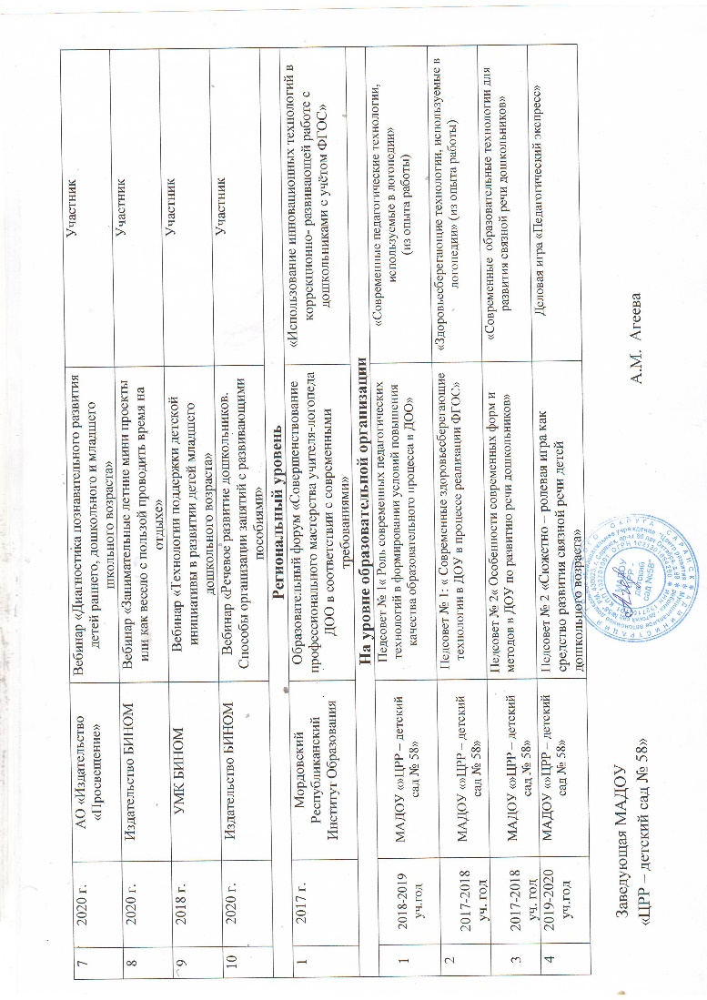 7
2020 г.
АО «Издательство
«Просвещение»
Вебинар «Диагностика познавательного развития
детей раннего, дошкольного и младшего
школьного возраста»
Участник
8
2020 г.
Издательство БИНОМ
Вебинар «Занимательные летние мини проекты
или как весело с пользой проводить время на
отдыхе»
Участник
9
2018 г.
УМК БИНОМ
Вебинар «Технологии поддержки детской
инициативы в развитии детей младшего
дошкольного возраста»
Участник
10
2020 г.
Издательство БИНОМ
Вебинар «Речевое развитие дошкольников.
Способы организации занятий с развивающими
пособиями»
Участник
Региональный уровень
1
2017 г.
Мордовский
Республиканский
Институт Образования
Образовательный форум «Совершенствование
профессионального мастерства учителя-логопеда
ДОО в соответствии с современными
требованиями»
«Использование инновационных технологий в
коррекционно- развивающей работе с
дошкольниками с учётом ФГОС»
На уровне образовательной организации
1
2018-2019
уч.год
МАДОУ «»ЦРР – детский
сад № 58»
Педсовет № 1« Роль современных педагогических
технологий в формировании условий повышения
качества образовательного процесса в ДОО»
«Современные педагогические технологии,
используемые в логопедии»
(из опыта работы)
2
2017-2018
уч. год
МАДОУ «»ЦРР – детский
сад № 58»
Педсовет № 1: « Современные здоровьесберегающие
технологии в ДОУ в процессе реализации ФГОС»
«Здоровьесберегающие технологии, используемые в
логопедии» (из опыта работы)
3
2017-2018
уч. год
МАДОУ «»ЦРР – детский
сад № 58»
Педсовет № 2« Особенности современных форм и
методов в ДОУ по развитию речи дошкольников»
«Современные образовательные технологии для
развития связной речи дошкольников»
4
2019-2020
уч.год
МАДОУ «»ЦРР – детский
сад № 58»
Педсовет № 2 «Сюжетно – ролевая игра как
средство развития связной речи детей
дошкольного возраста»
Деловая игра «Педагогический экспресс»
Заведующая МАДОУ
«ЦРР – детский сад № 58»
А.М. Агеева